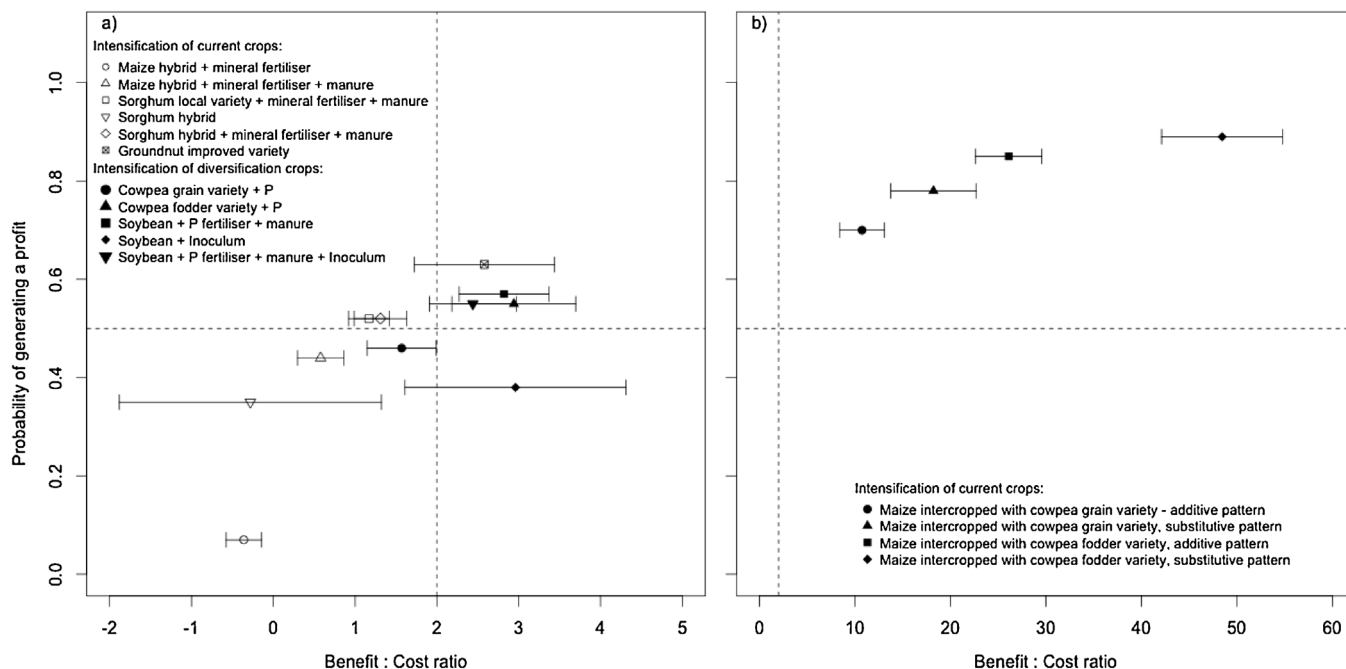 a)
Intensification of current crops:
Maize hybrid + mineral fertiliser
Maize hybrid + mineral fertiliser + manure
Sorghum local variety + mineral fertiliser + manure
Sorghum hybrid
Sorghum hybrid + mineral fertiliser + manure
Groundnut improved variety
Intensification of diversification crops:
Cowpea grain variety + P
Cowpea fodder variety + P
Soybean + P fertiliser + manure
Soybean + Inoculum
Soybean + P fertiliser + manure + Inoculum
Probability of generating a profit
1.0
0.8
0.6
0.4
0.2
0.0
-2 -1 0 1 2 3 4 5
Benefit : Cost ratio
b)
Intensification of current crops:
Maize intercropped with cowpea grain variety - additive pattern
Maize intercropped with cowpea grain variety, substitutive pattern
Maize intercropped with cowpea fodder variety, additive pattern
Maize intercropped with cowpea fodder variety, substitutive pattern
0 10 20 30 40 50 60
Benefit : Cost ratio